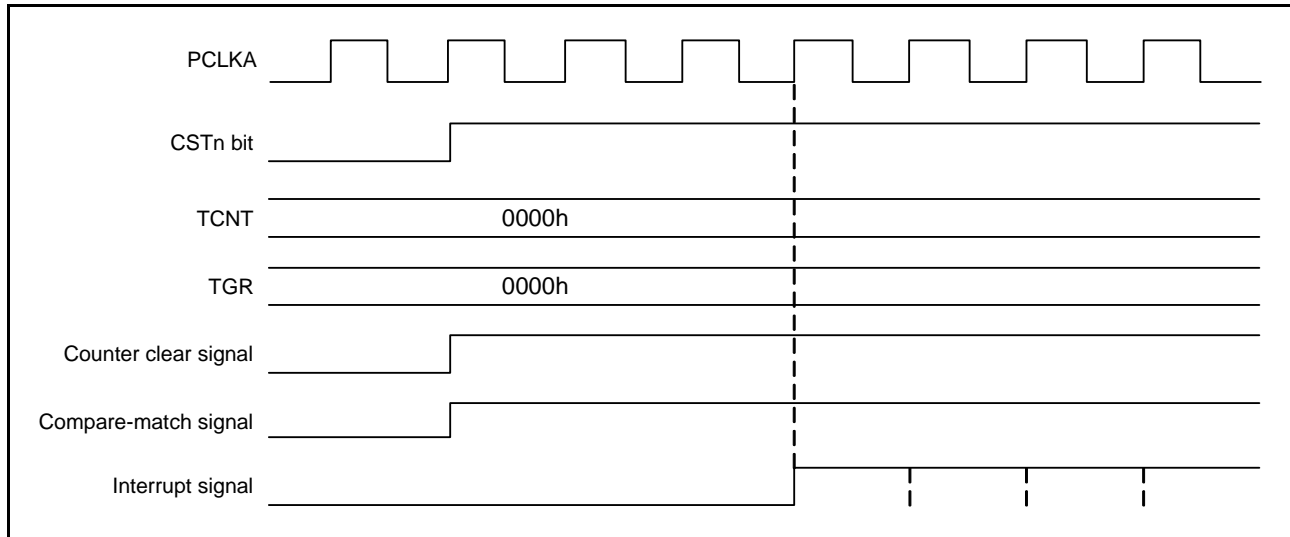 PCLKA
CSTn bit
TCNT
0000h
TGR
0000h
Counter clear signal
Compare-match signal
Interrupt signal